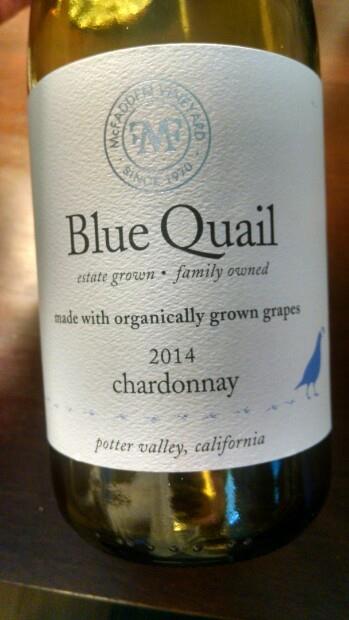 McFADDEN VINEYARD
FMF
• SINCE 1970 •
Blue Quail
estate grown • family owned
made with organically grown grapes
2014
chardonnay
potter valley, california